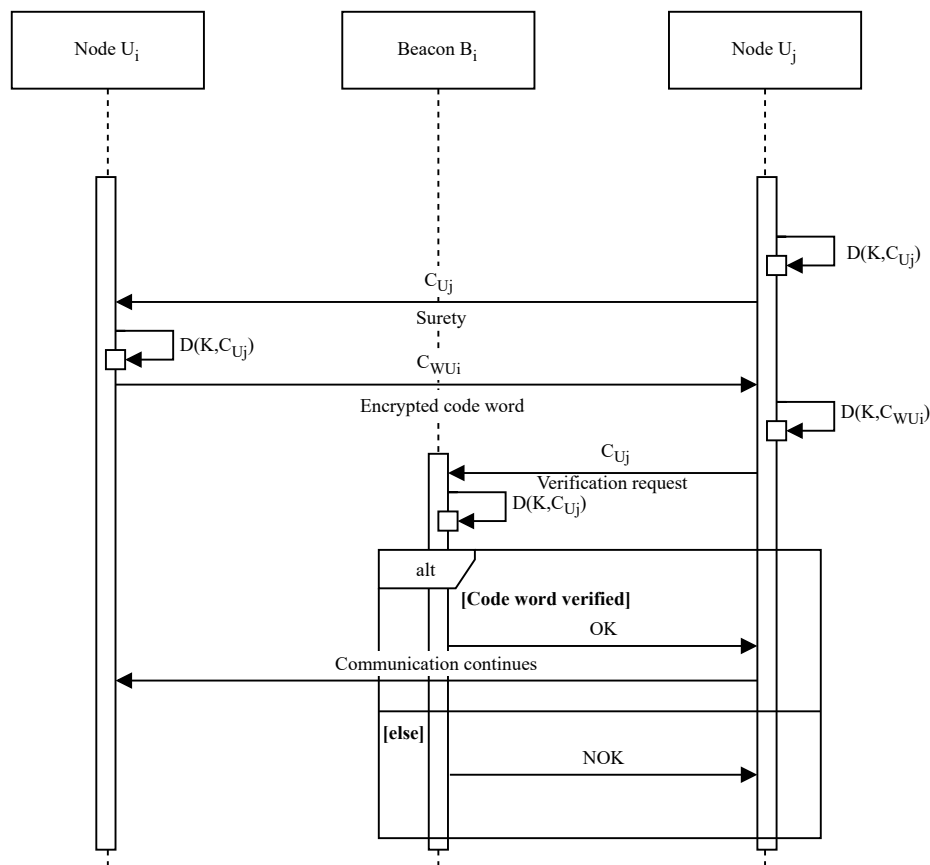 Node Ui
Beacon Bi
Node Uj
D(K,CUj)
CUj
Surety
D(K,CUj)
CWUi
Encrypted code word
D(K,CWUi)
CUj
Verification request
D(K,CUj)
alt
[Code word verified]
OK
Communication continues
[else]
NOK